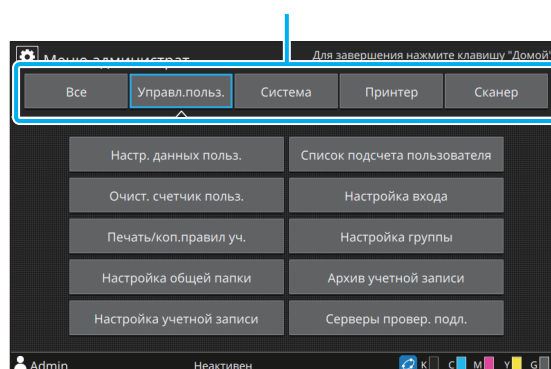 Меню администрат.
Для завершения нажмите клавишу "Домой"
Все Управл.польз. Система Принтер Сканер
Настр. данных польз. Список подсчета пользователя
Очист. счетчик польз. Настройка входа
Печать/коп.правил уч. Настройка группы
Настройка общей папки Архив учетной записи
Настройка учетной записи Серверы провер. подл.
Admin Неактивен K C M Y G